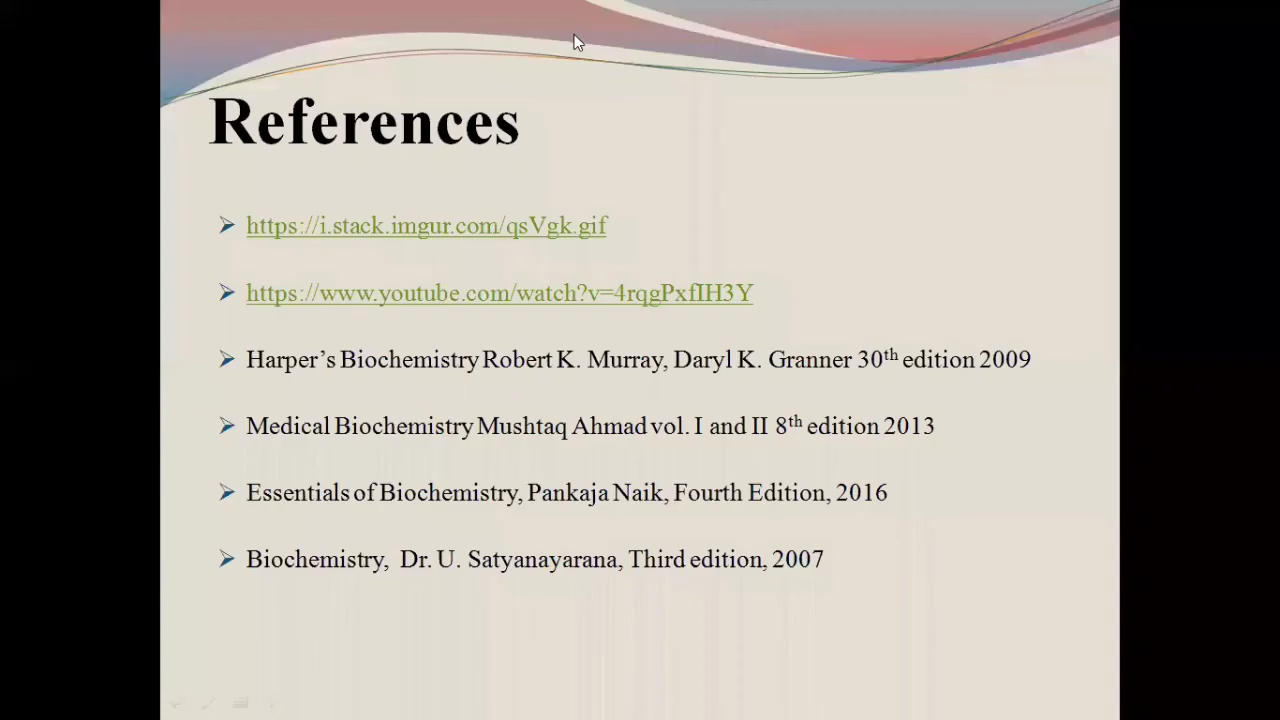 References
https://i.stack.imgur.com/qsVgk.gif
https://www.youtube.com/watch?v=4rqgPxfIH3Y
Harper’s Biochemistry Robert K. Murray, Daryl K. Granner 30th edition 2009
Medical Biochemistry Mushtaq Ahmad vol. I and II 8th edition 2013
Essentials of Biochemistry, Pankaja Naik, Fourth Edition, 2016
Biochemistry, Dr. U. Satyanayarana, Third edition, 2007